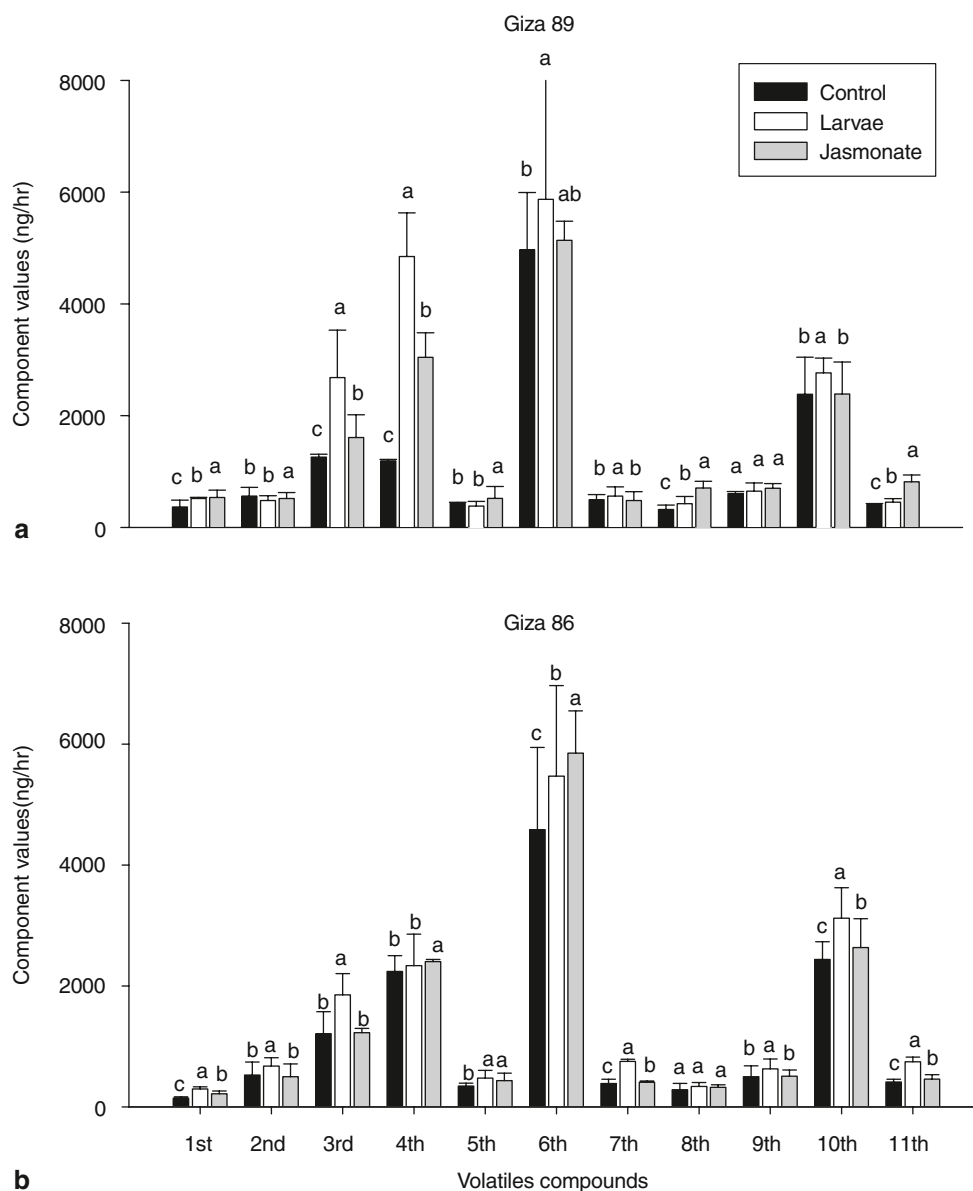 Giza 89
Component values (ng/hr)
8000
6000
4000
2000
0
Control
Larvae
Jasmonate
c b a
b b a
c a b
c a b
b b a
b a ab
b a b
c b a
a a a
b a b
c b a
a
Giza 86
Component values(ng/hr)
8000
6000
4000
2000
0
c a b
b a b
b a b
b b a
b a a
c b a
c a b
a a a
b a b
c a b
c a b
1st 2nd 3rd 4th 5th 6th 7th 8th 9th 10th 11th
Volatiles compounds
b